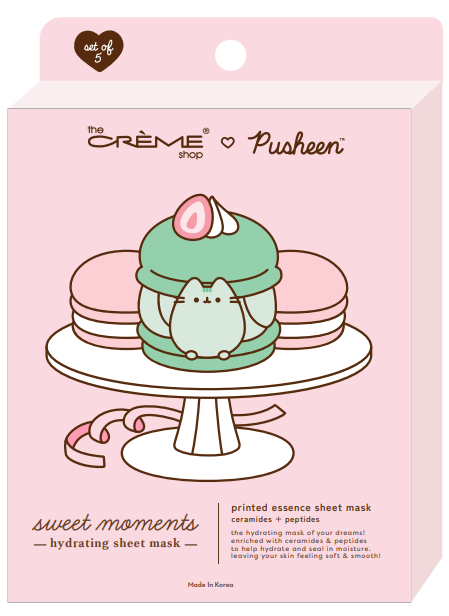 set of
5
the
CRÈME®
shop
Pusheen™
sweet moments
— hydrating sheet mask —
printed essence sheet mask
ceramides + peptides
the hydrating mask of your dreams!
enriched with ceramides & peptides
to help hydrate and seal in moisture.
leaving your skin feeling soft & smooth!
Made In Korea